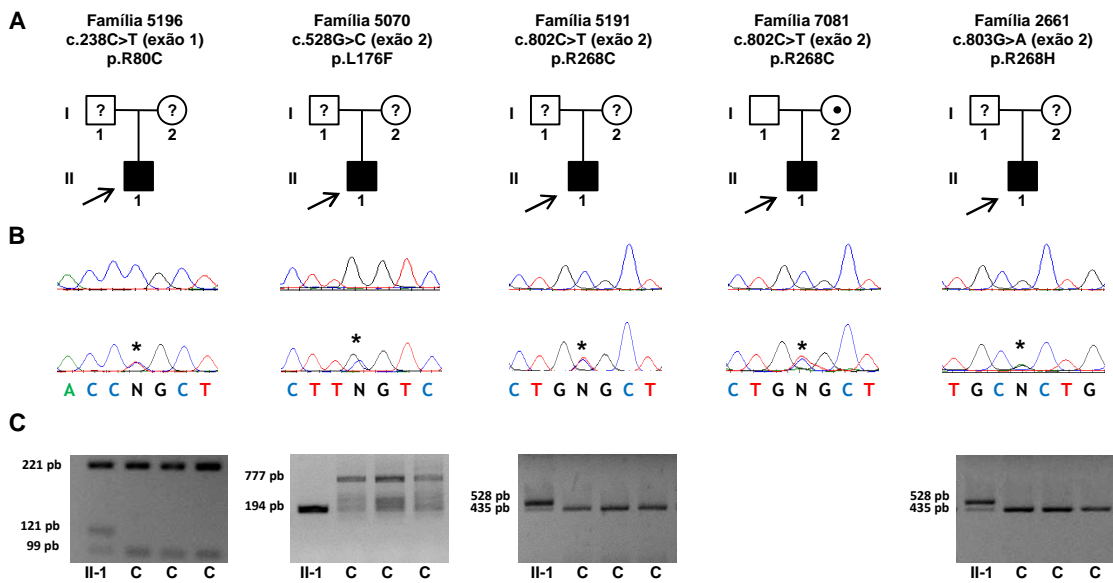 A
Família 5196
c.238C>T (exão 1)
p.R80C
Família 5070
c.528G>C (exão 2)
p.L176F
Família 5191
c.802C>T (exão 2)
p.R268C
Família 7081
c.802C>T (exão 2)
p.R268C
Família 2661
c.803G>A (exão 2)
p.R268H
I ? ? I ? ? I ? ? I I ? ?
1 2 1 2 1 2 1 2 1 2
II II II II II
1 1 1 1 1
B
* * * * *
A C C N G C T
C T T N G T C
C T G N G C T
C T G N G C T
T G C N C T G
C
221 pb
121 pb
99 pb
II-1 C C C
777 pb
194 pb
II-1 C C C
528 pb
435 pb
II-1 C C C
528 pb
435 pb
II-1 C C C